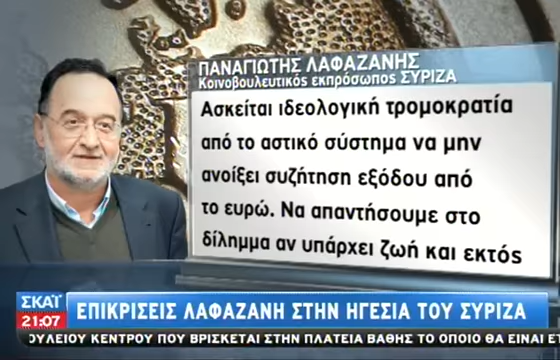 ΠΑΝΑΓΙΩΤΗΣ ΛΑΦΑΖΑΝΗΣ
Κοινοβουλευτικός εκπρόσωπος ΣΥΡΙΖΑ
Ασκείται ιδεολογική τρομοκρατία
από το αστικό σύστημα να μην
ανοίξει συζήτηση εξόδου από
το ευρώ. Να απαντήσουμε στο
δίλημμα αν υπάρχει ζωή και εκτός
ΣΚΑΪ
ΕΠΙΚΡΙΣΕΙΣ ΛΑΦΑΖΑΝΗ ΣΤΗΝ ΗΓΕΣΙΑ ΤΟΥ ΣΥΡΙΖΑ
21:07
ΟΥΛΕΙΟΥ ΚΕΝΤΡΟΥ ΠΟΥ ΒΡΙΣΚΕΤΑΙ ΣΤΗΝ ΠΛΑΤΕΙΑ ΒΑΘΗΣ ΤΟ ΟΠΟΙΟ ΘΑ ΕΙΝΑΙ